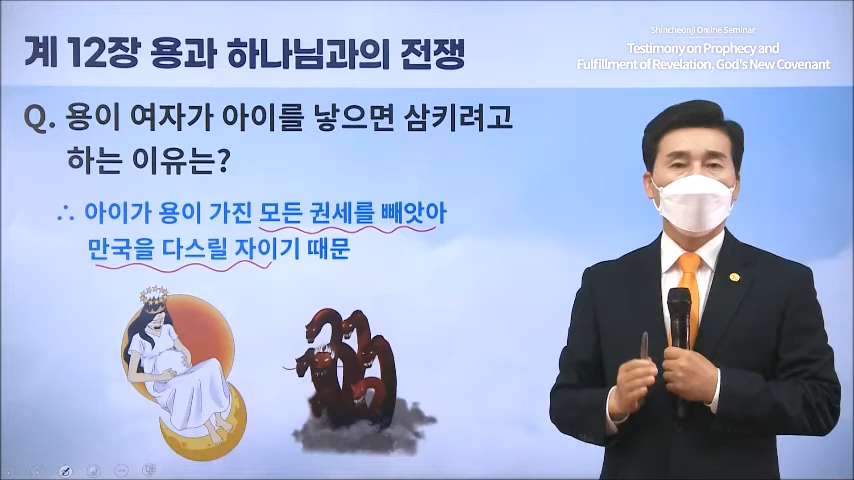 계 12장 용과 하나님과의 전쟁
Shincheonji Online Seminar
Testimony on Prophecy and
Fulfillment of Revelation, God's New Covenant
Q. 용이 여자가 아이를 낳으면 삼키려고
하는 이유는?
∴ 아이가 용이 가진 모든 권세를 빼앗아
만국을 다스릴 자이기 때문